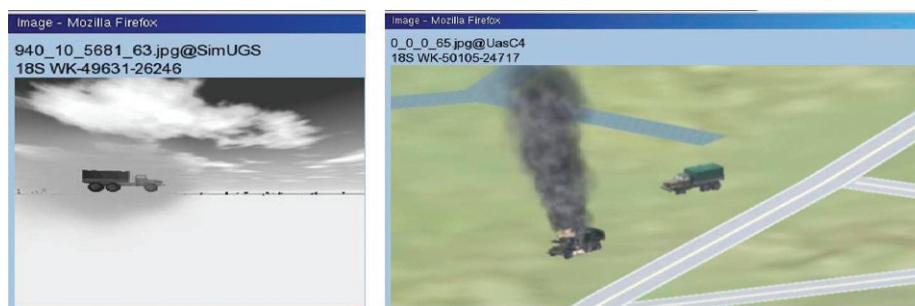 Image - Mozilla Firefox
940_10_5681_63.jpg@SimUGS
18S WK-49631-26246
Image - Mozilla Firefox
0_0_0_65.jpg@UasC4
18S WK-50105-24717